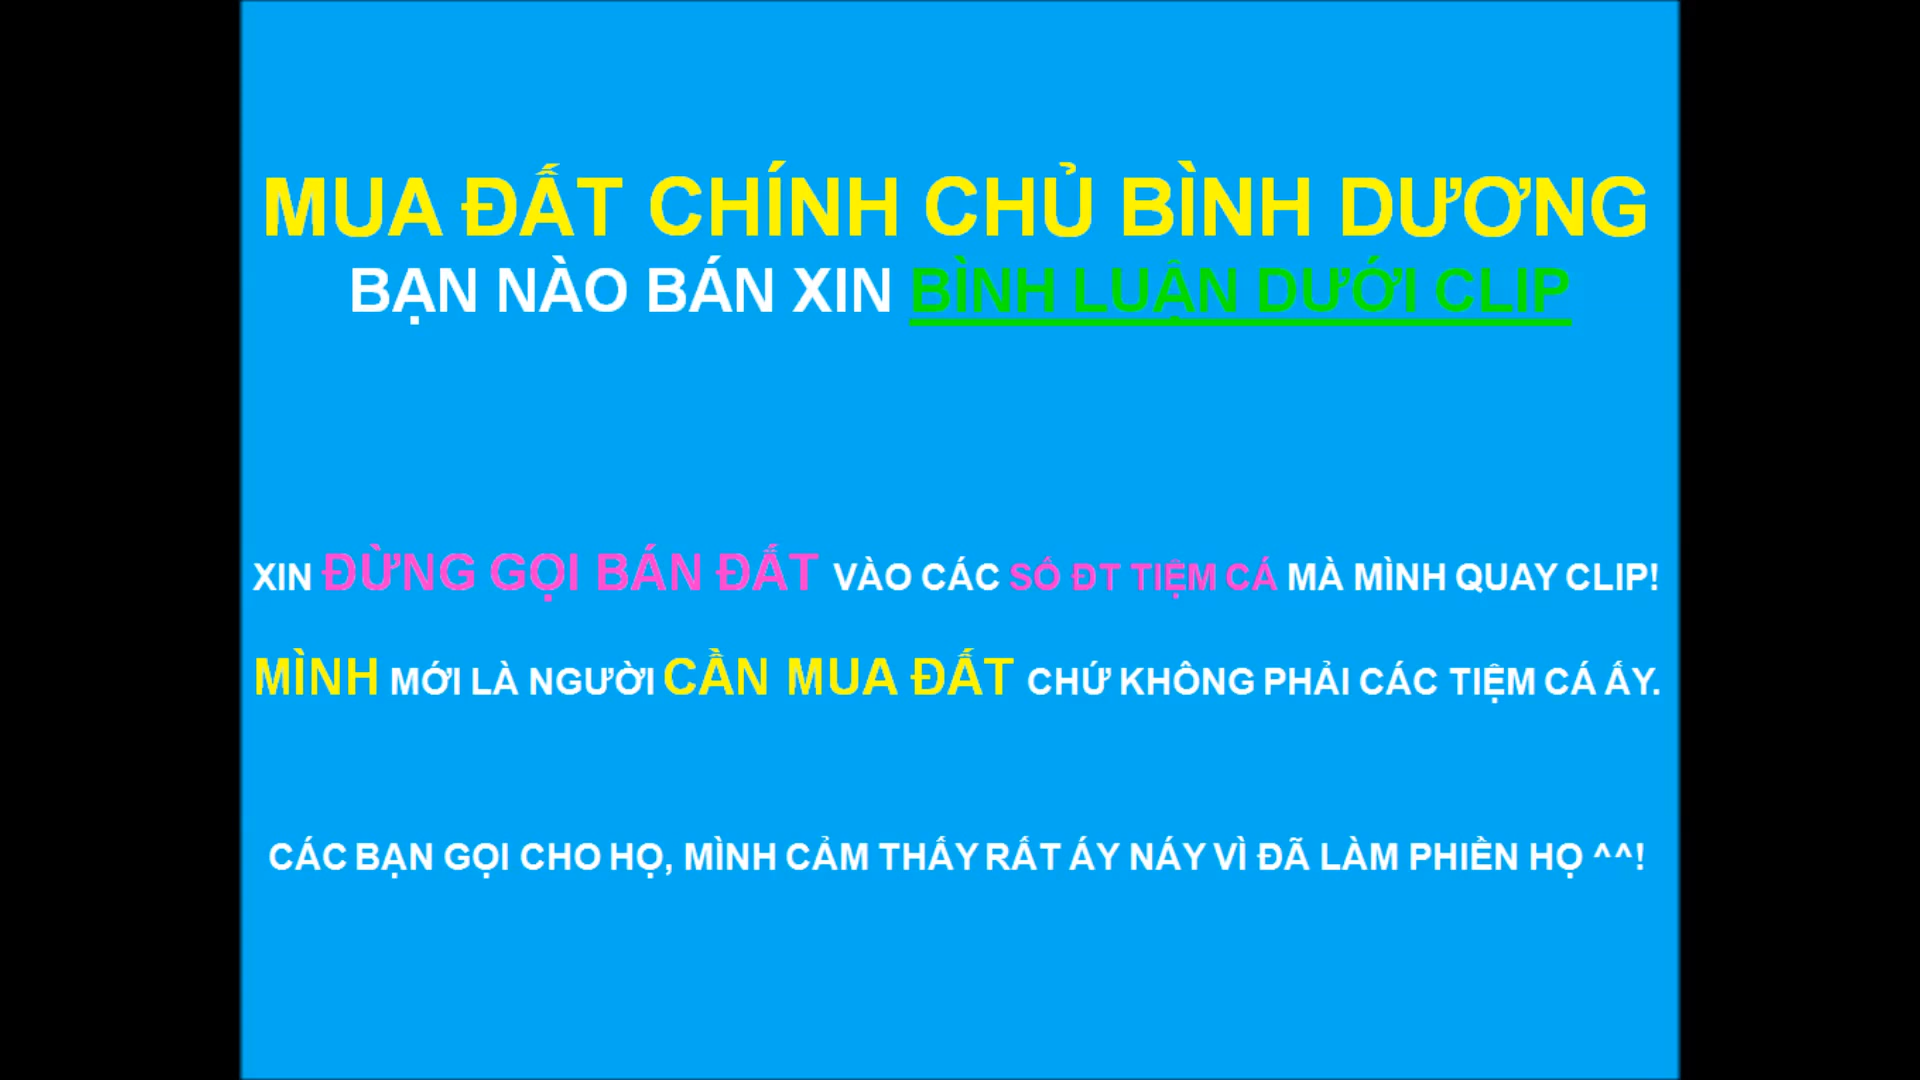 MUA ĐẤT CHÍNH CHỦ BÌNH DƯƠNG
BẠN NÀO BÁN XIN BÌNH LUẬN DƯỚI CLIP
XIN ĐỪNG GỌI BÁN ĐẤT VÀO CÁC SỐ ĐT TIỆM CÁ MÀ MÌNH QUAY CLIP!
MÌNH MỚI LÀ NGƯỜI CẦN MUA ĐẤT CHỨ KHÔNG PHẢI CÁC TIỆM CÁ ẤY.
CÁC BẠN GỌI CHO HỌ, MÌNH CẢM THẤY RẤT ÁY NÁY VÌ ĐÃ LÀM PHIỀN HỌ ^^!